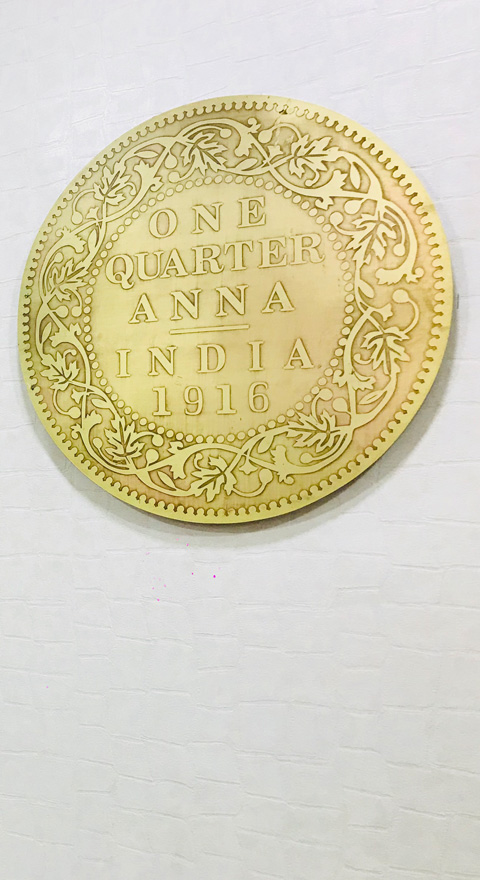 ONE
QUARTER
ANNA
INDIA
1916